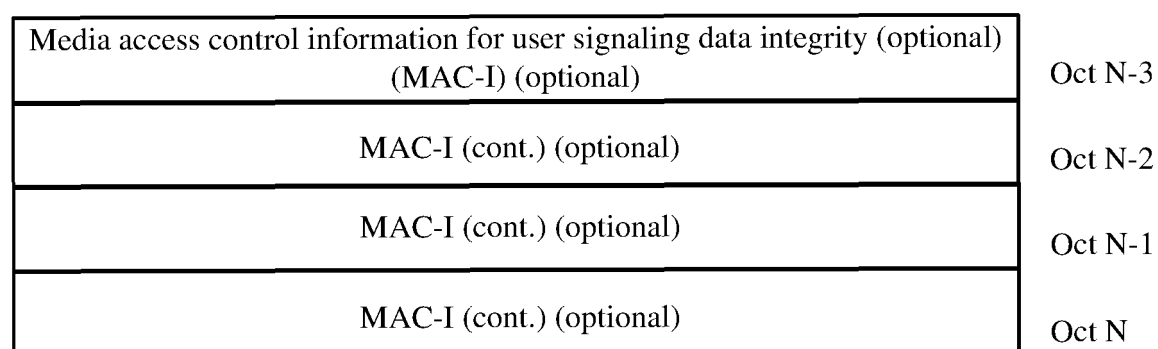 Media access control information for user signaling data integrity (optional)
(MAC-I) (optional)
Oct N-3
MAC-I (cont.) (optional)
Oct N-2
MAC-I (cont.) (optional)
Oct N-1
MAC-I (cont.) (optional)
Oct N